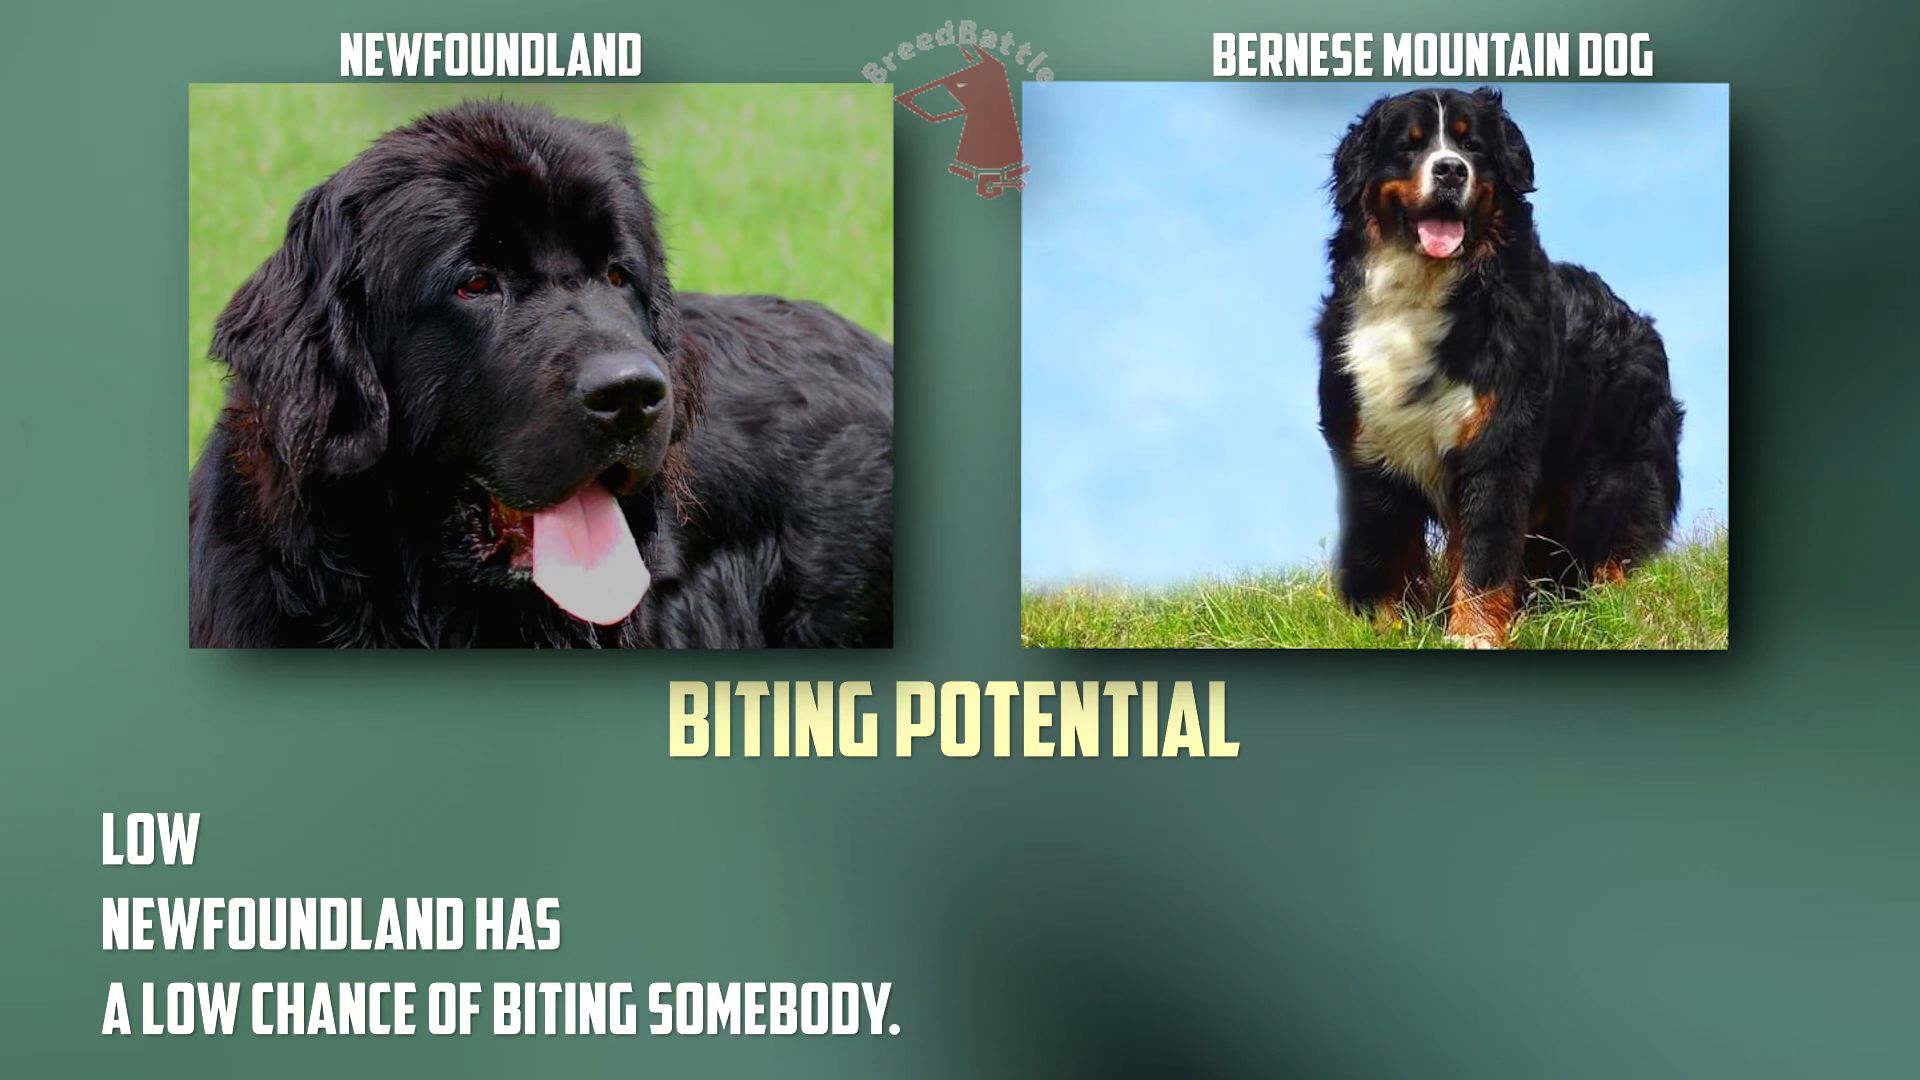 NEWFOUNDLAND
BreedBattle
BERNESE MOUNTAIN DOG
BITING POTENTIAL
LOW
NEWFOUNDLAND HAS
A LOW CHANCE OF BITING SOMEBODY.